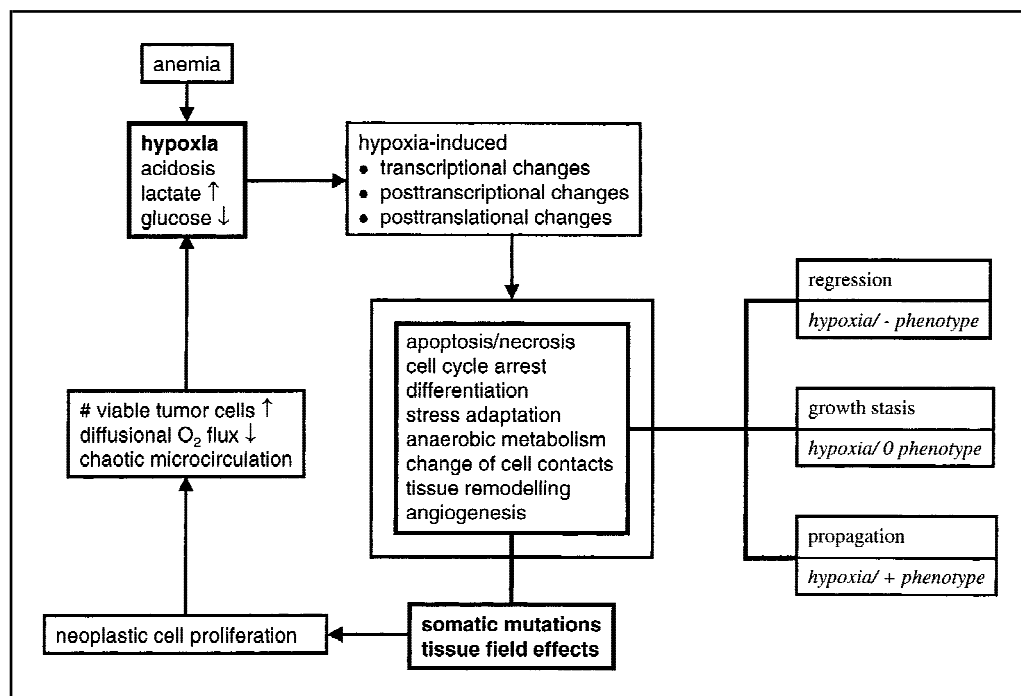 anemia
hypoxia
acidosis
lactate ↑
glucose ↓
hypoxia-induced
• transcriptional changes
• posttranscriptional changes
• posttranslational changes
apoptosis/necrosis
cell cycle arrest
differentiation
stress adaptation
anaerobic metabolism
change of cell contacts
tissue remodelling
angiogenesis
regression
hypoxia/ - phenotype
growth stasis
hypoxia/ 0 phenotype
propagation
hypoxia/ + phenotype
# viable tumor cells ↑
diffusional O₂ flux ↓
chaotic microcirculation
somatic mutations
tissue field effects
neoplastic cell proliferation